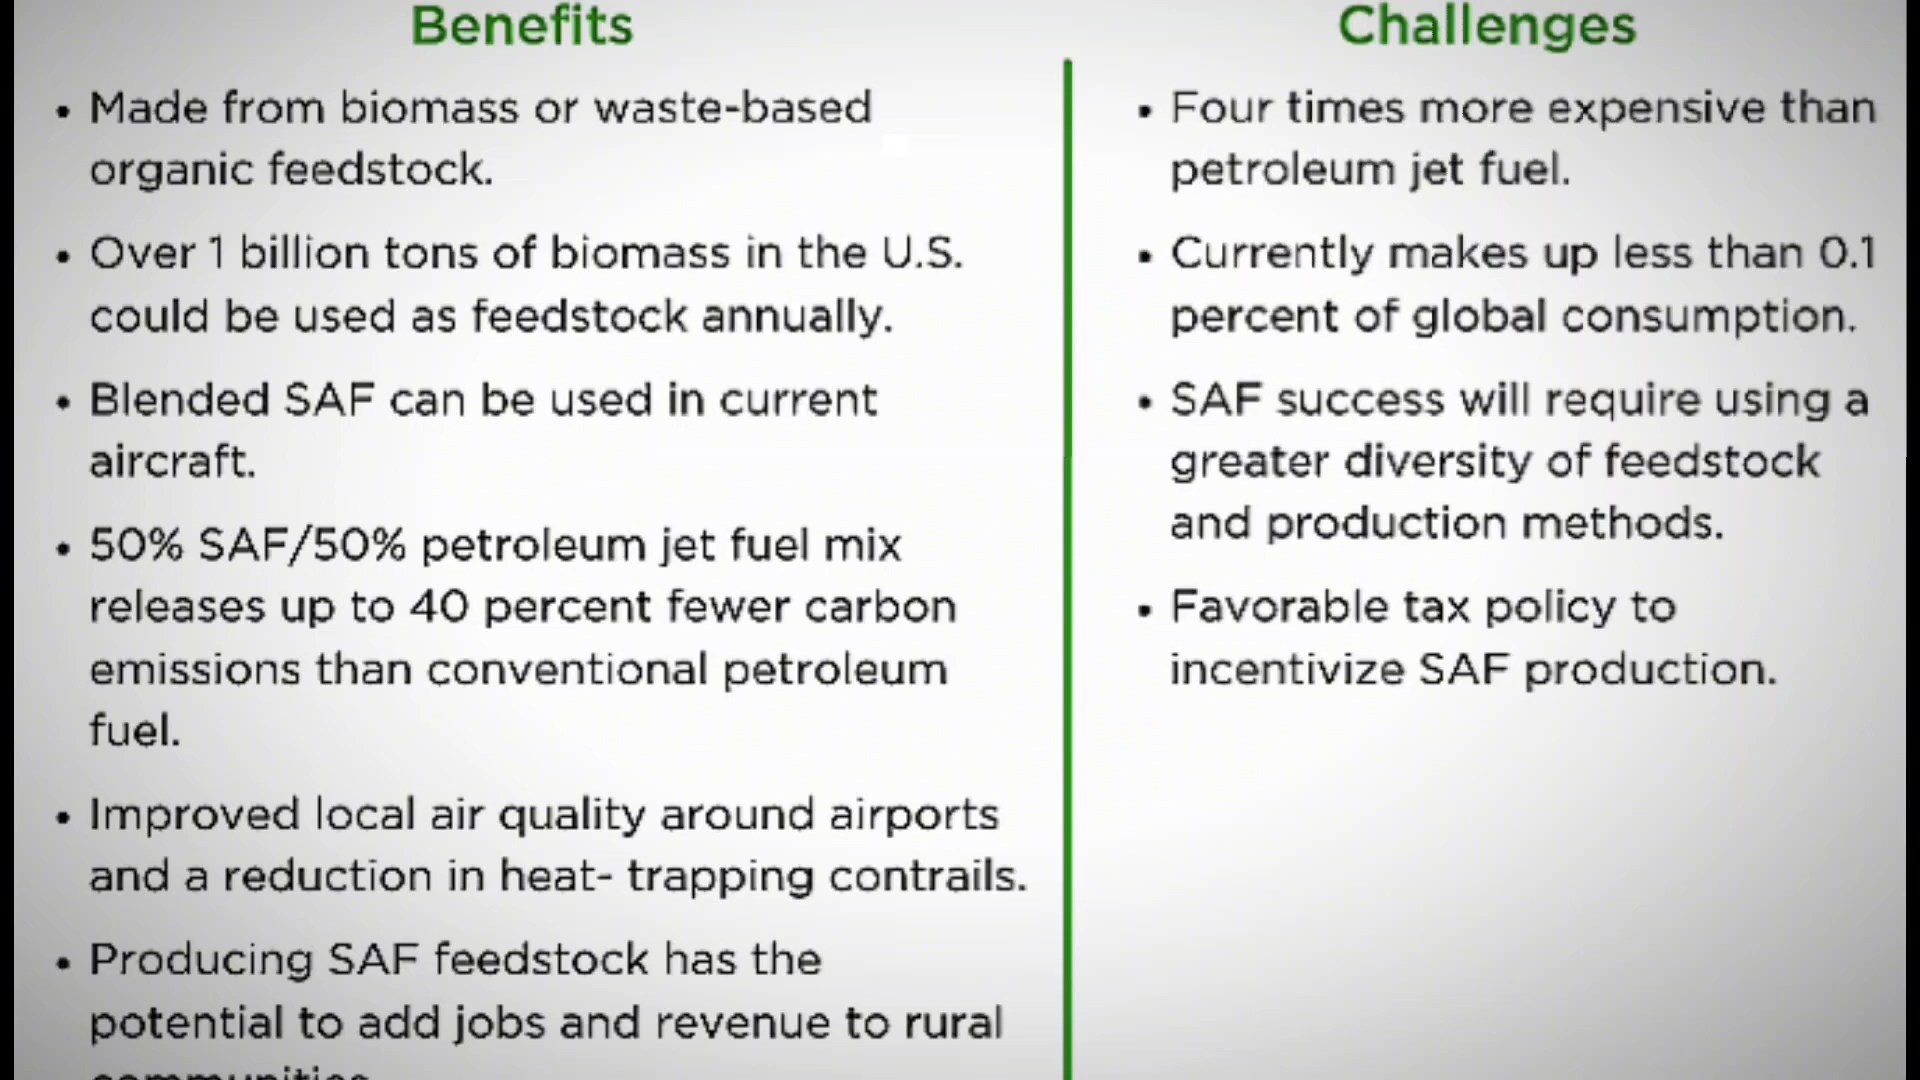 Benefits
• Made from biomass or waste-based
organic feedstock.
• Over 1 billion tons of biomass in the U.S.
could be used as feedstock annually.
• Blended SAF can be used in current
aircraft.
• 50% SAF/50% petroleum jet fuel mix
releases up to 40 percent fewer carbon
emissions than conventional petroleum
fuel.
• Improved local air quality around airports
and a reduction in heat- trapping contrails.
• Producing SAF feedstock has the
potential to add jobs and revenue to rural
Challenges
• Four times more expensive than
petroleum jet fuel.
• Currently makes up less than 0.1
percent of global consumption.
• SAF success will require using a
greater diversity of feedstock
and production methods.
• Favorable tax policy to
incentivize SAF production.